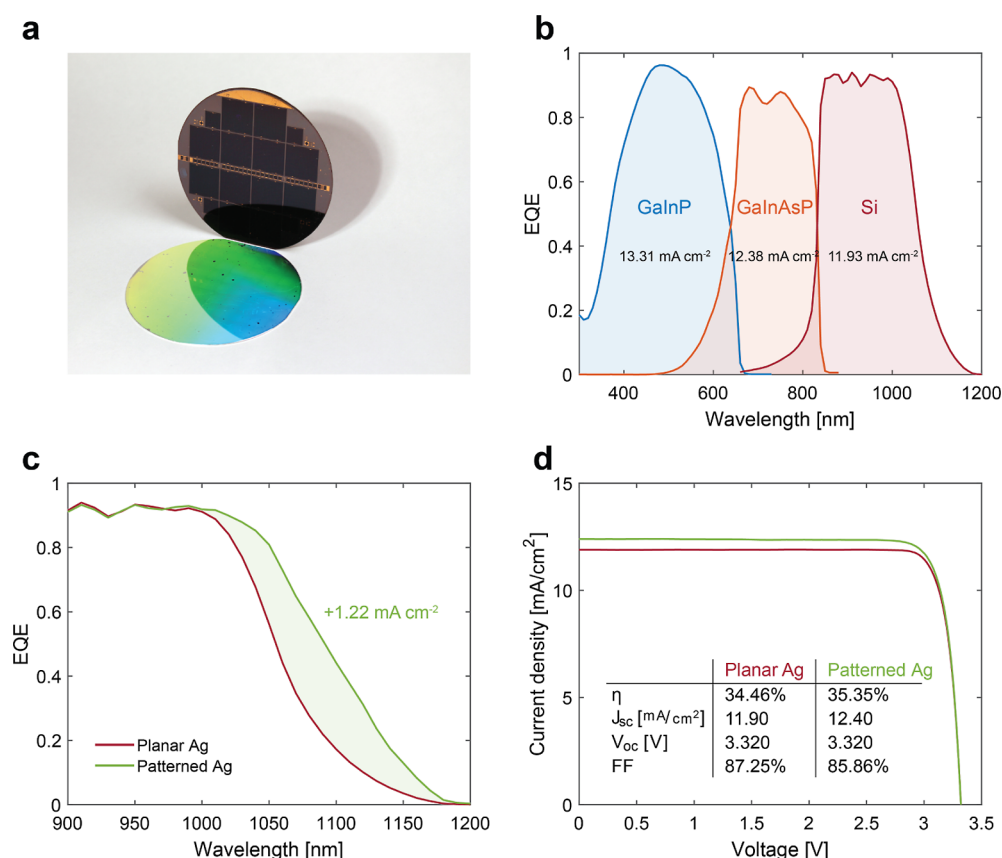 a
b
1
0.8
0.6
0.4
0.2
0
EQE
GaInP
GaInAsP
Si
13.31 mA cm-2
12.38 mA cm-2
11.93 mA cm-2
400
600
800
1000
1200
Wavelength [nm]
c
1
0.8
0.6
0.4
0.2
0
EQE
+1.22 mA cm-2
Planar Ag
Patterned Ag
900
950
1000
1050
1100
1150
1200
Wavelength [nm]
d
15
10
5
0
Current density [mA/cm2]
Planar Ag Patterned Ag
η 34.46% 35.35%
Jsc [mA/cm2] 11.90 12.40
Voc [V] 3.320 3.320
FF 87.25% 85.86%
0
0.5
1
1.5
2
2.5
3
3.5
Voltage [V]